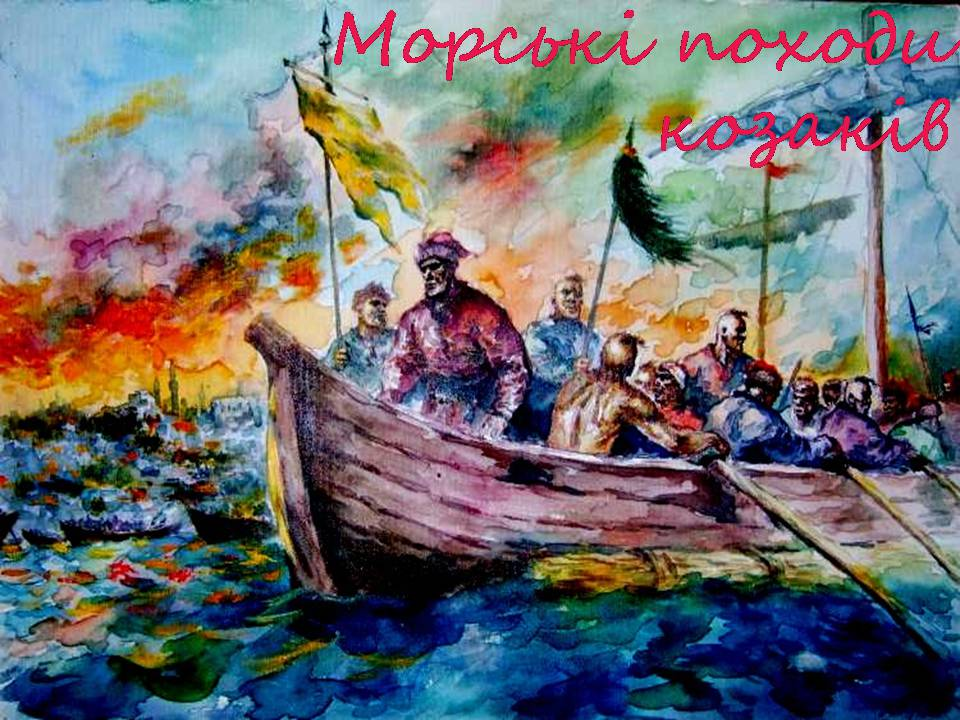 Морські походи
козаків